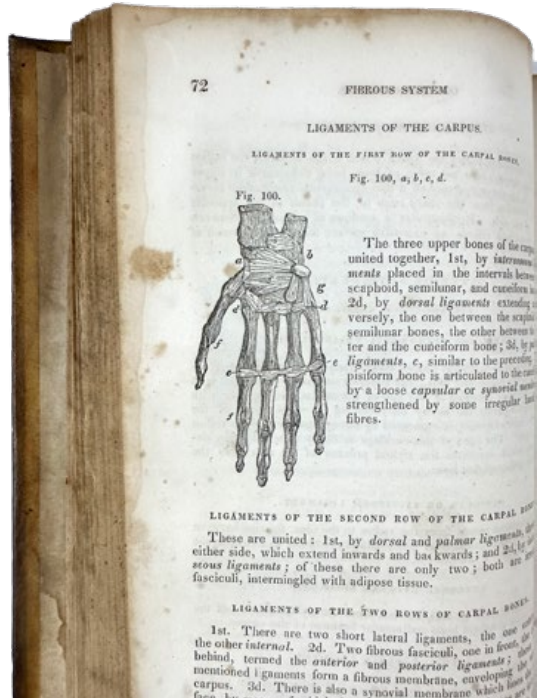 72 FIBROUS SYSTEM
LIGAMENTS OF THE CARPUS.
LIGAMENTS OF THE FIRST ROW OF THE CARPAL BONES.
Fig. 100, a, b, c, d.
Fig. 100.
a
b
g
d
d
f
e
e
f
The three upper bones of the
united together, 1st, by
ments placed in the intervals
scaphoid, semilunar, and cuneiform
2d, by dorsal ligaments extending
versely, the one between the
semilunar bones, the other between
ter and the cuneiform bone; 3d, by
ligaments, c, similar to the preceding.
pisiform bone is articulated to the
by a loose capsular or synovial
strengthened by some irregular
fibres.
LIGAMENTS OF THE SECOND ROW OF THE CARPAL
These are united: 1st, by dorsal and palmar ligaments,
either side, which extend inwards and backwards; and 2d, by
seous ligaments; of these there are only two; both are
fasciculi, intermingled with adipose tissue.
LIGAMENTS OF THE TWO ROWS OF CARPAL BONES.
1st. There are two short lateral ligaments, the one
the other internal. 2d. Two fibrous fasciculi, one in front,
behind, termed the anterior and posterior ligaments;
mentioned ligaments form a fibrous membrane, enveloping the
carpus. 3d. There is also a synovial membrane, which